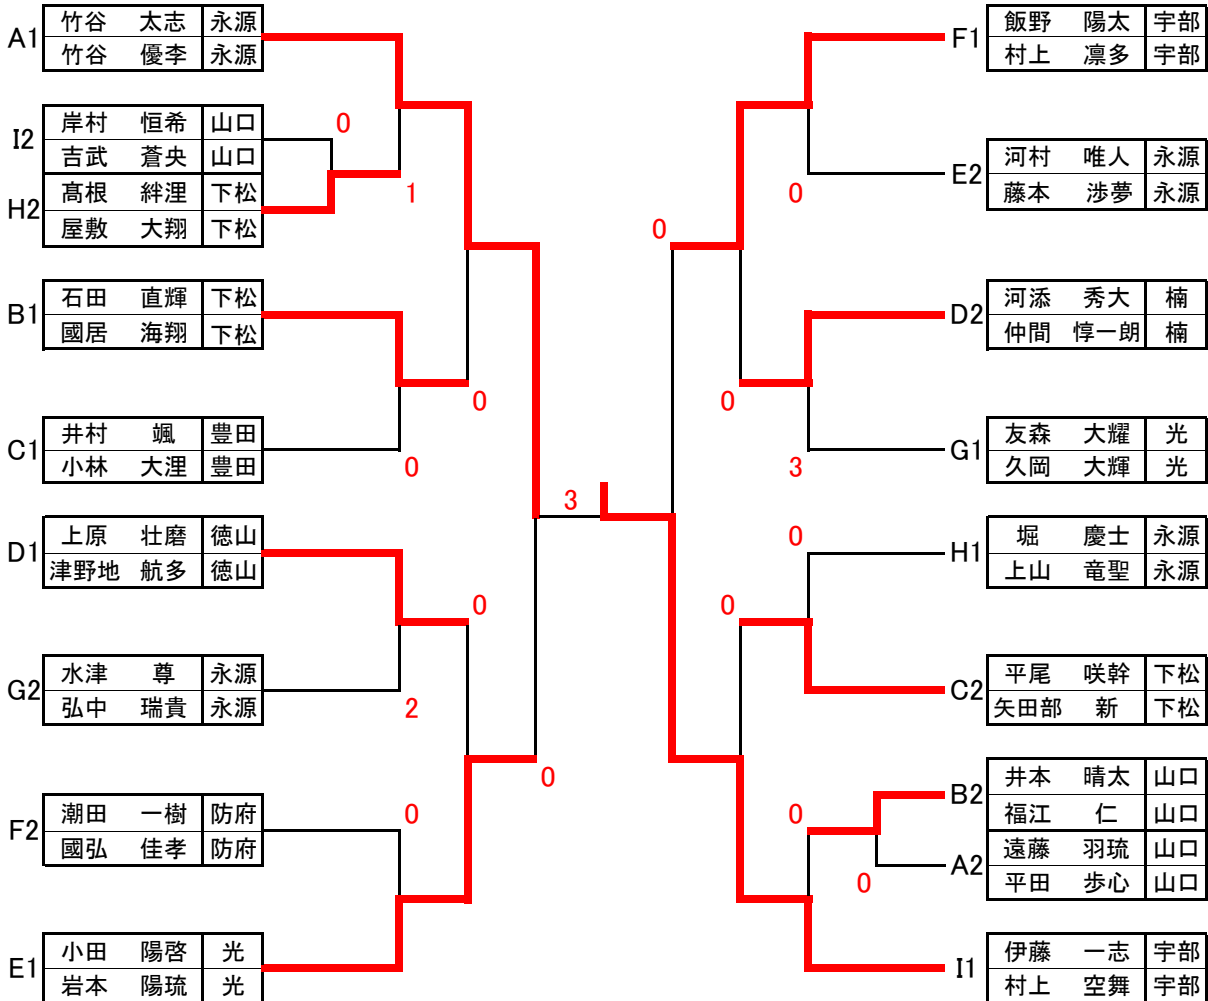 A1 竹谷 太志 永源
竹谷 優李 永源
I2 岸村 恒希 山口
吉武 蒼央 山口
H2 髙根 絆浬 下松
屋敷 大翔 下松
B1 石田 直輝 下松
國居 海翔 下松
C1 井村 颯 豊田
小林 大浬 豊田
D1 上原 壮磨 徳山
津野地 航多 徳山
G2 水津 尊 永源
弘中 瑞貴 永源
F2 潮田 一樹 防府
國弘 佳孝 防府
E1 小田 陽啓 光
岩本 陽琉 光
0
1
0
0
0
2
0
0
3
0
0
0
3
0
0
0
0
F1 飯野 陽太 宇部
村上 凛多 宇部
E2 河村 唯人 永源
藤本 渉夢 永源
D2 河添 秀大 楠
仲間 惇一朗 楠
G1 友森 大耀 光
久岡 大輝 光
H1 堀 慶士 永源
上山 竜聖 永源
C2 平尾 咲幹 下松
矢田部 新 下松
B2 井本 晴太 山口
福江 仁 山口
A2 遠藤 羽琉 山口
平田 歩心 山口
I1 伊藤 一志 宇部
村上 空舞 宇部